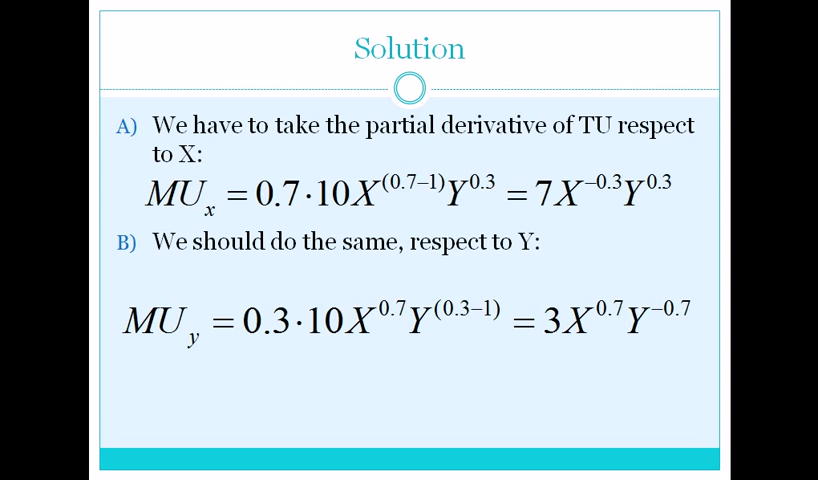 Solution
A) We have to take the partial derivative of TU respect
to X:
MUₓ = 0.7·10X^(0.7–1)Y^0.3 = 7X^–0.3Y^0.3
B) We should do the same, respect to Y:
MU_y = 0.3·10X^0.7Y^(0.3–1) = 3X^0.7Y^–0.7